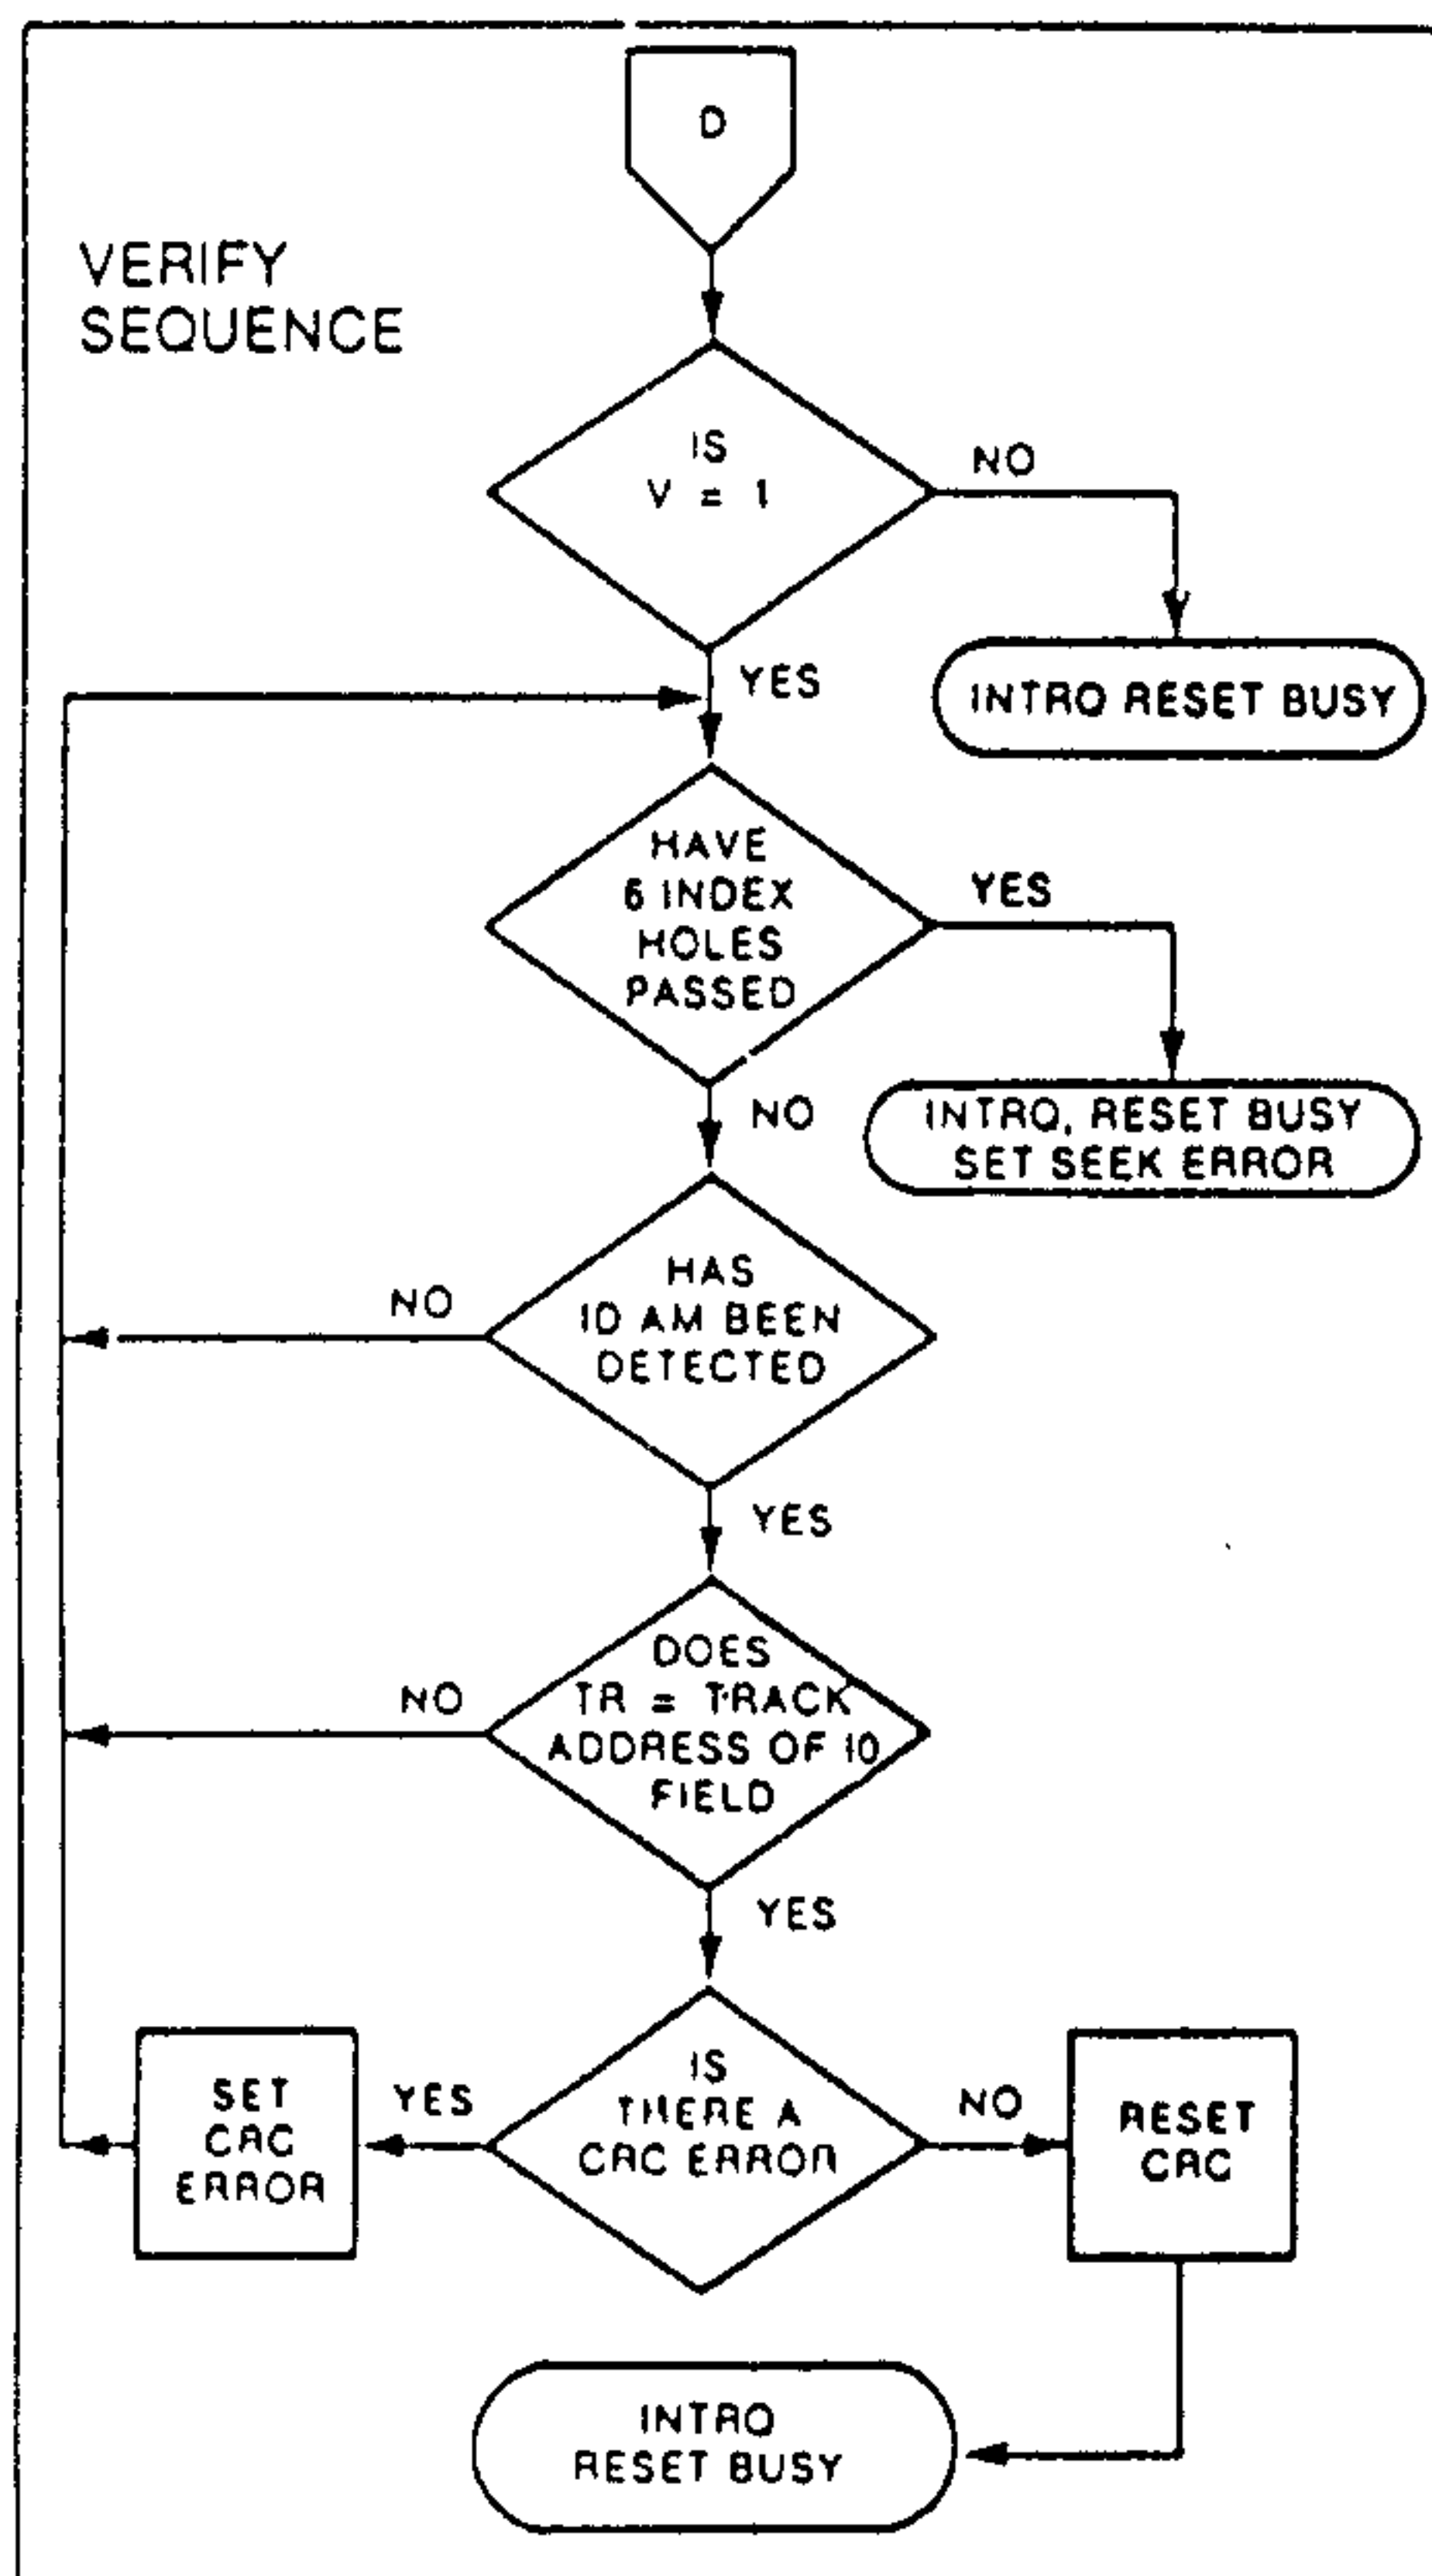 D
VERIFY
SEQUENCE
IS
V = 1
NO
YES
INTRQ RESET BUSY
HAVE
6 INDEX
HOLES
PASSED
YES
INTRQ, RESET BUSY
SET SEEK ERROR
NO
HAS
ID AM BEEN
DETECTED
NO
YES
DOES
TR = TRACK
ADDRESS OF ID
FIELD
NO
YES
IS
THERE A
CRC ERROR
YES
SET
CRC
ERROR
NO
RESET
CRC
INTRQ
RESET BUSY